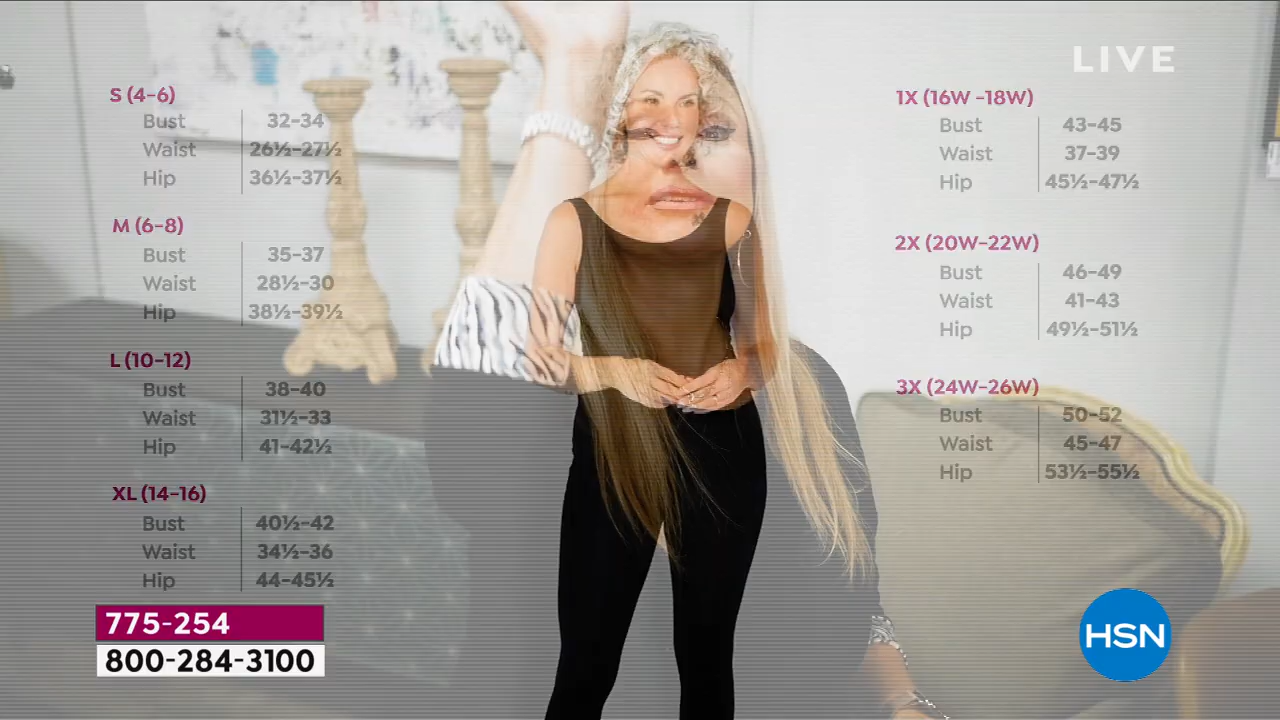 LIVE
S (4-6)
Bust 32-34
Waist 26½-27½
Hip 36½-37½
M (6-8)
Bust 35-37
Waist 28½-30
Hip 38½-39½
L (10-12)
Bust 38-40
Waist 31½-33
Hip 41-42½
XL (14-16)
Bust 40½-42
Waist 34½-36
Hip 44-45½
1X (16W -18W)
Bust 43-45
Waist 37-39
Hip 45½-47½
2X (20W-22W)
Bust 46-49
Waist 41-43
Hip 49½-51½
3X (24W-26W)
Bust 50-52
Waist 45-47
Hip 53½-55½
775-254
800-284-3100
HSN